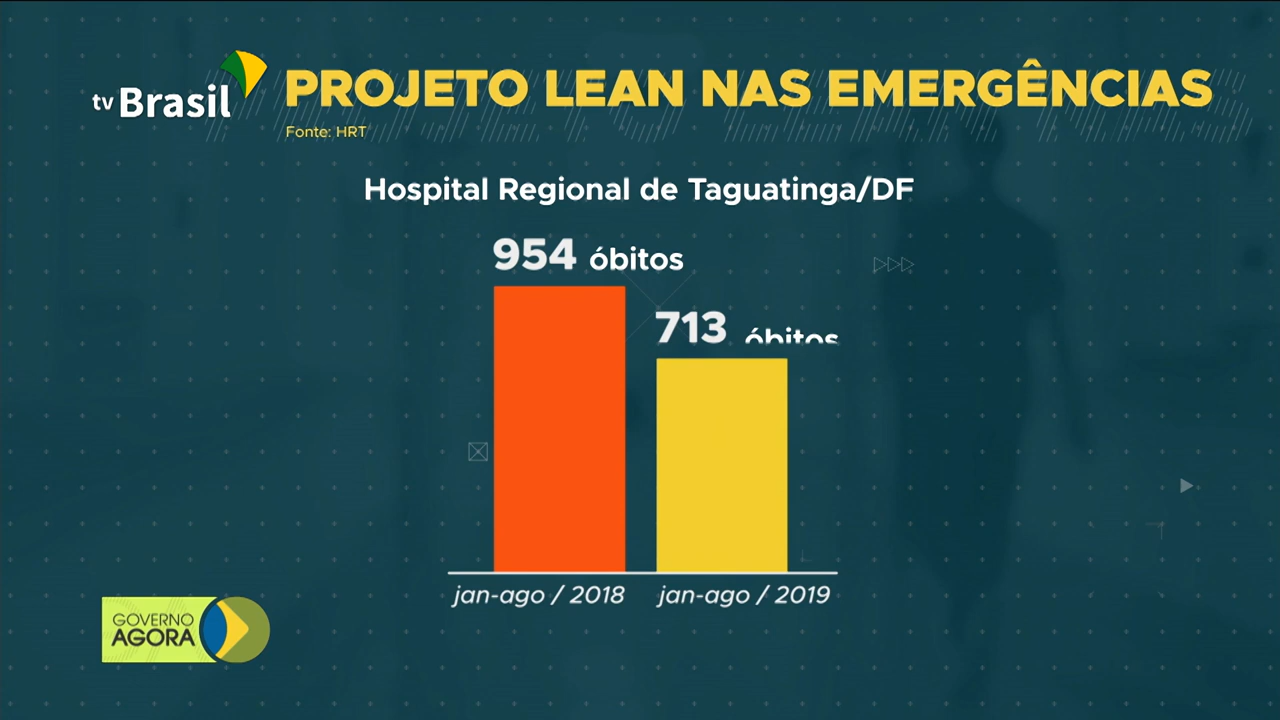 tv Brasil
PROJETO LEAN NAS EMERGÊNCIAS
Fonte: HRT
Hospital Regional de Taguatinga/DF
954 óbitos
713 óbitos
jan-ago / 2018
jan-ago / 2019
GOVERNO
AGORA